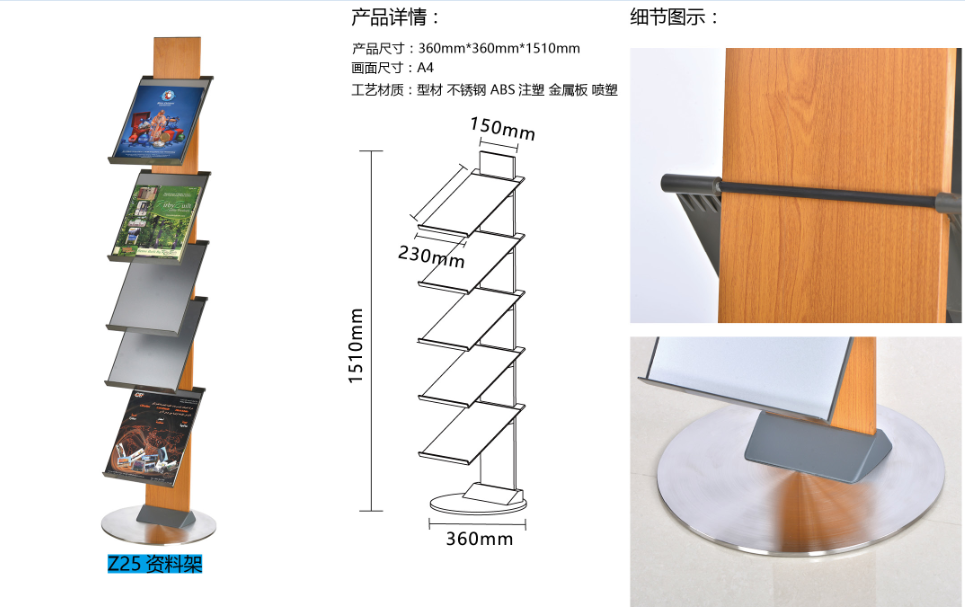 产品详情：
产品尺寸：360mm*360mm*1510mm
画面尺寸：A4
工艺材质：型材 不锈钢 ABS 注塑 金属板 喷塑
细节图示：
150mm
230mm
1510mm
360mm
Z25 资料架